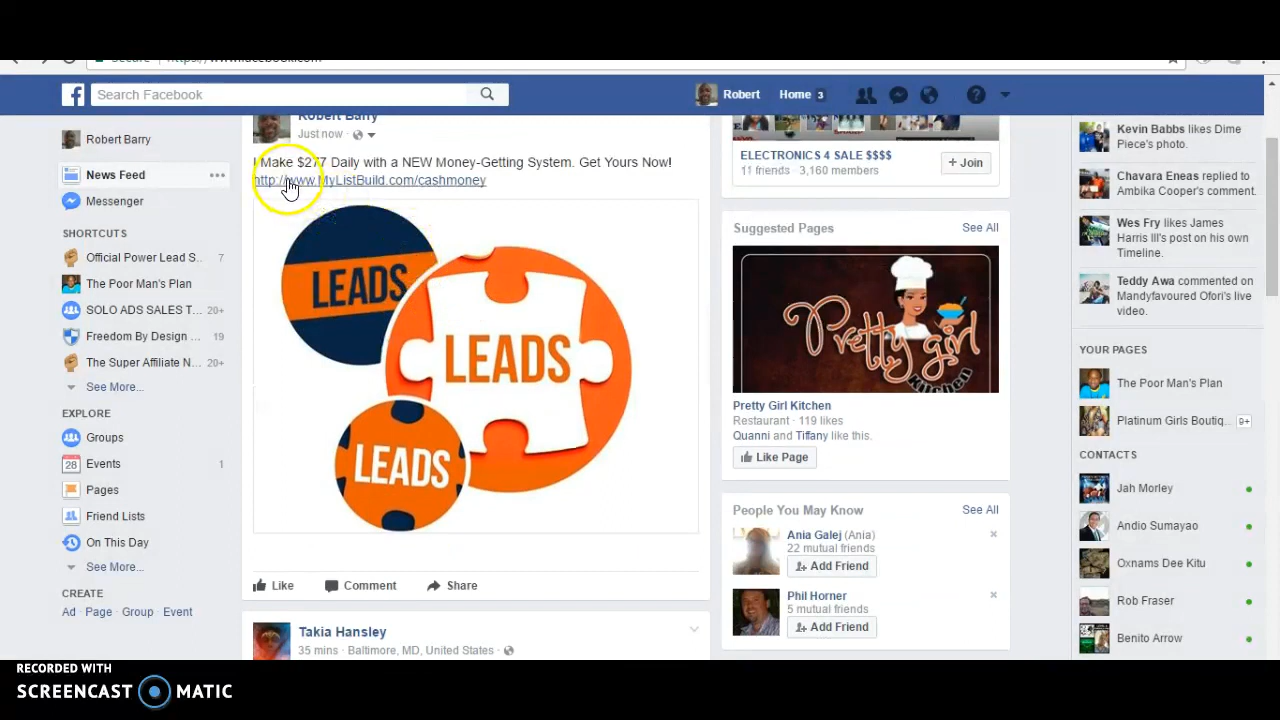 Search Facebook
Robert
Home 3
Robert Barry
News Feed
Messenger
SHORTCUTS
Official Power Lead S.. 7
The Poor Man's Plan
SOLO ADS SALES T... 20+
Freedom By Design ... 19
The Super Affiliate N... 20+
See More...
EXPLORE
Groups
Events 1
28
Pages
Friend Lists
On This Day
See More...
CREATE
Ad · Page · Group · Event
Robert Barry
Just now ·
I Make $277 Daily with a NEW Money-Getting System. Get Yours Now!
http://www.MyListBuild.com/cashmoney
LEADS
LEADS
LEADS
Like Comment Share
Takia Hansley
35 mins · Baltimore, MD, United States ·
ELECTRONICS 4 SALE $$$$
11 friends · 3,160 members
+ Join
Suggested Pages See All
Pretty girl
KITCHEN
Pretty Girl Kitchen
Restaurant · 119 likes
Quanni and Tiffany like this.
Like Page
People You May Know See All
Ania Galej (Ania)
22 mutual friends
Add Friend
Phil Horner
5 mutual friends
Add Friend
Kevin Babbs likes Dime
Piece's photo.
Chavara Eneas replied to
Ambika Cooper's comment.
Wes Fry likes James
Harris III's post on his own
Timeline.
Teddy Awa commented on
Mandyfavoured Ofori's live
video.
YOUR PAGES
The Poor Man's Plan
Platinum Girls Boutiq... 9+
CONTACTS
Jah Morley
Andio Sumayao
Oxnams Dee Kitu
Rob Fraser
Benito Arrow
RECORDED WITH
SCREENCAST MATIC